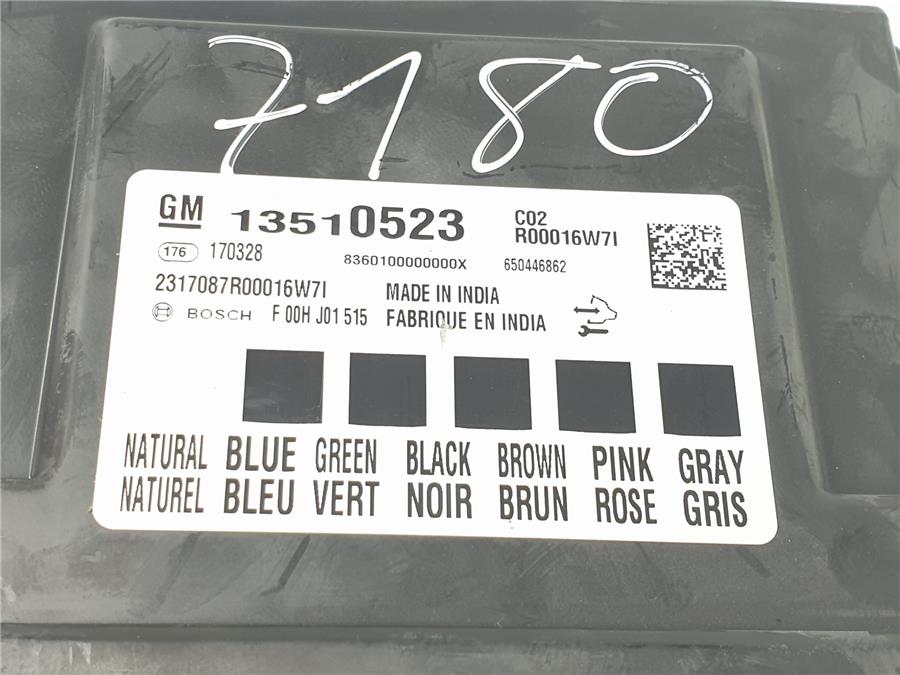 7180
GM 13510523 C02
R00016W7I
176 170328 8360100000000X 650446862
2317087R00016W7I MADE IN INDIA
BOSCH F 00H J01 515 FABRIQUE EN INDIA
NATURAL BLUE GREEN BLACK BROWN PINK GRAY
NATUREL BLEU VERT NOIR BRUN ROSE GRIS